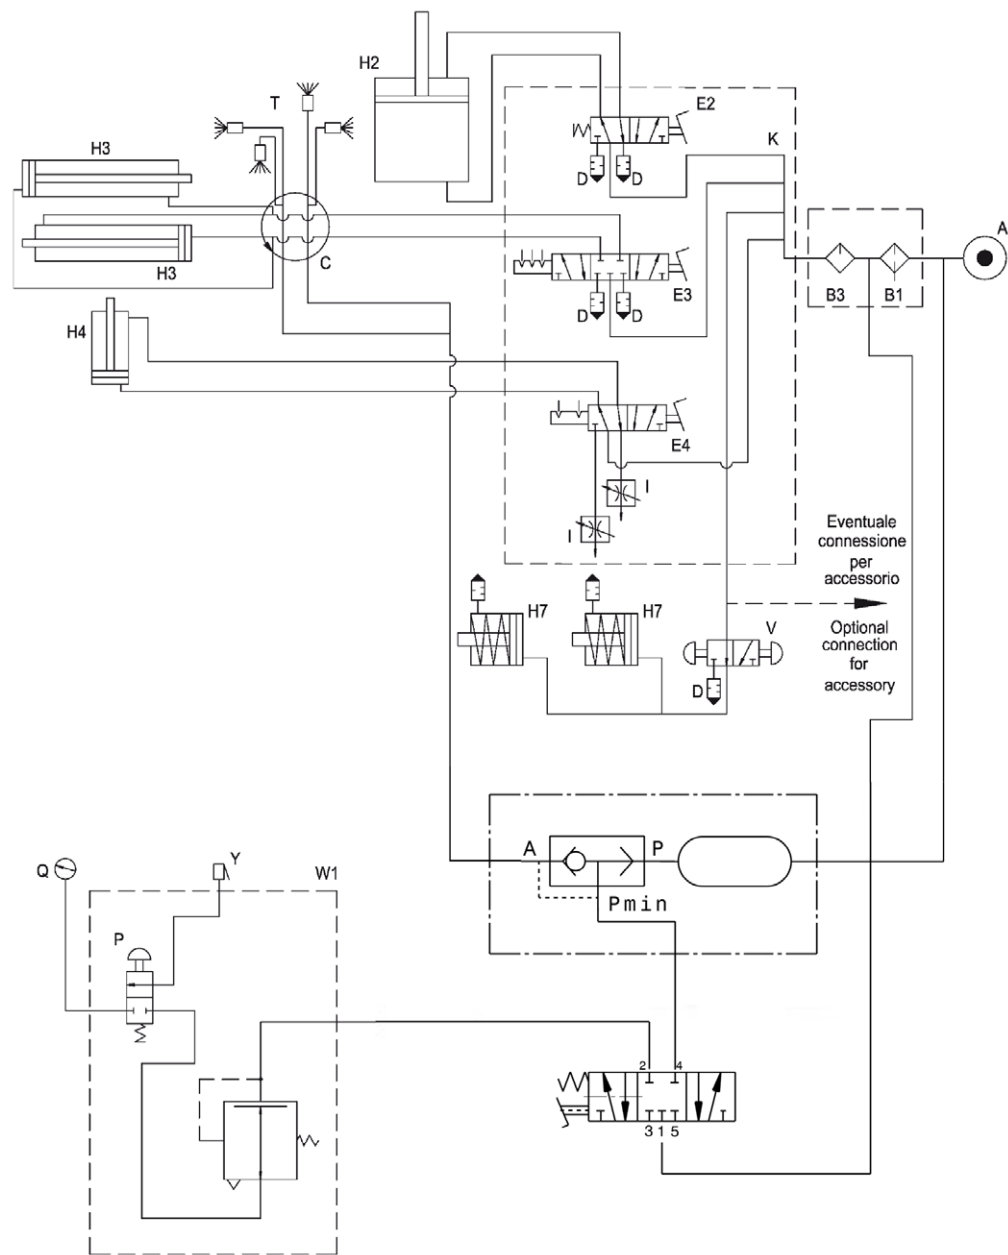 H2
T
E2
K
H3
D
D
A
C
H3
E3
B3
B1
D
D
H4
E4
I
I
Eventuale
connessione
per
accessorio
H7
H7
V
Optional
connection
for
accessory
D
A
P
Pmin
Q
Y
W1
P
2
4
3
1
5